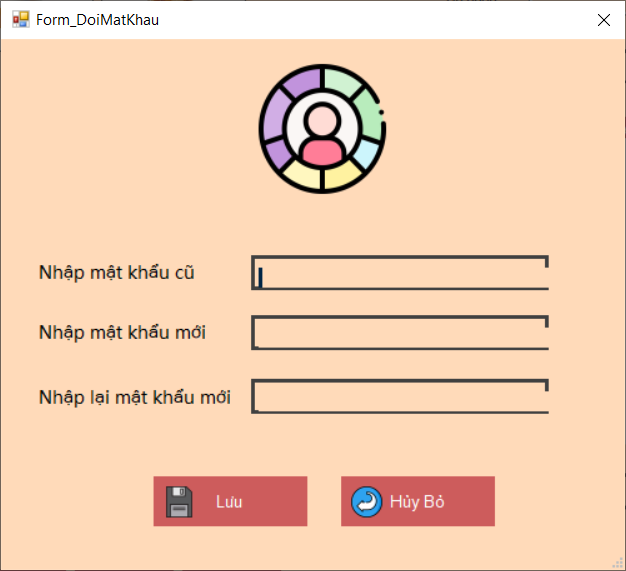 Form_DoiMatKhau
Nhập mật khẩu cũ
Nhập mật khẩu mới
Nhập lại mật khẩu mới
Lưu
Hủy Bỏ